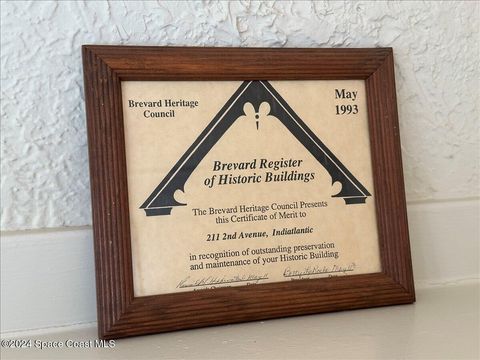 Brevard Heritage
Council
May
1993
Brevard Register
of Historic Buildings
The Brevard Heritage Council Presents
this Certificate of Merit to
211 2nd Avenue, Indiatlantic
in recognition of outstanding preservation
and maintenance of your Historic Building
©2024 Space Coast MLS